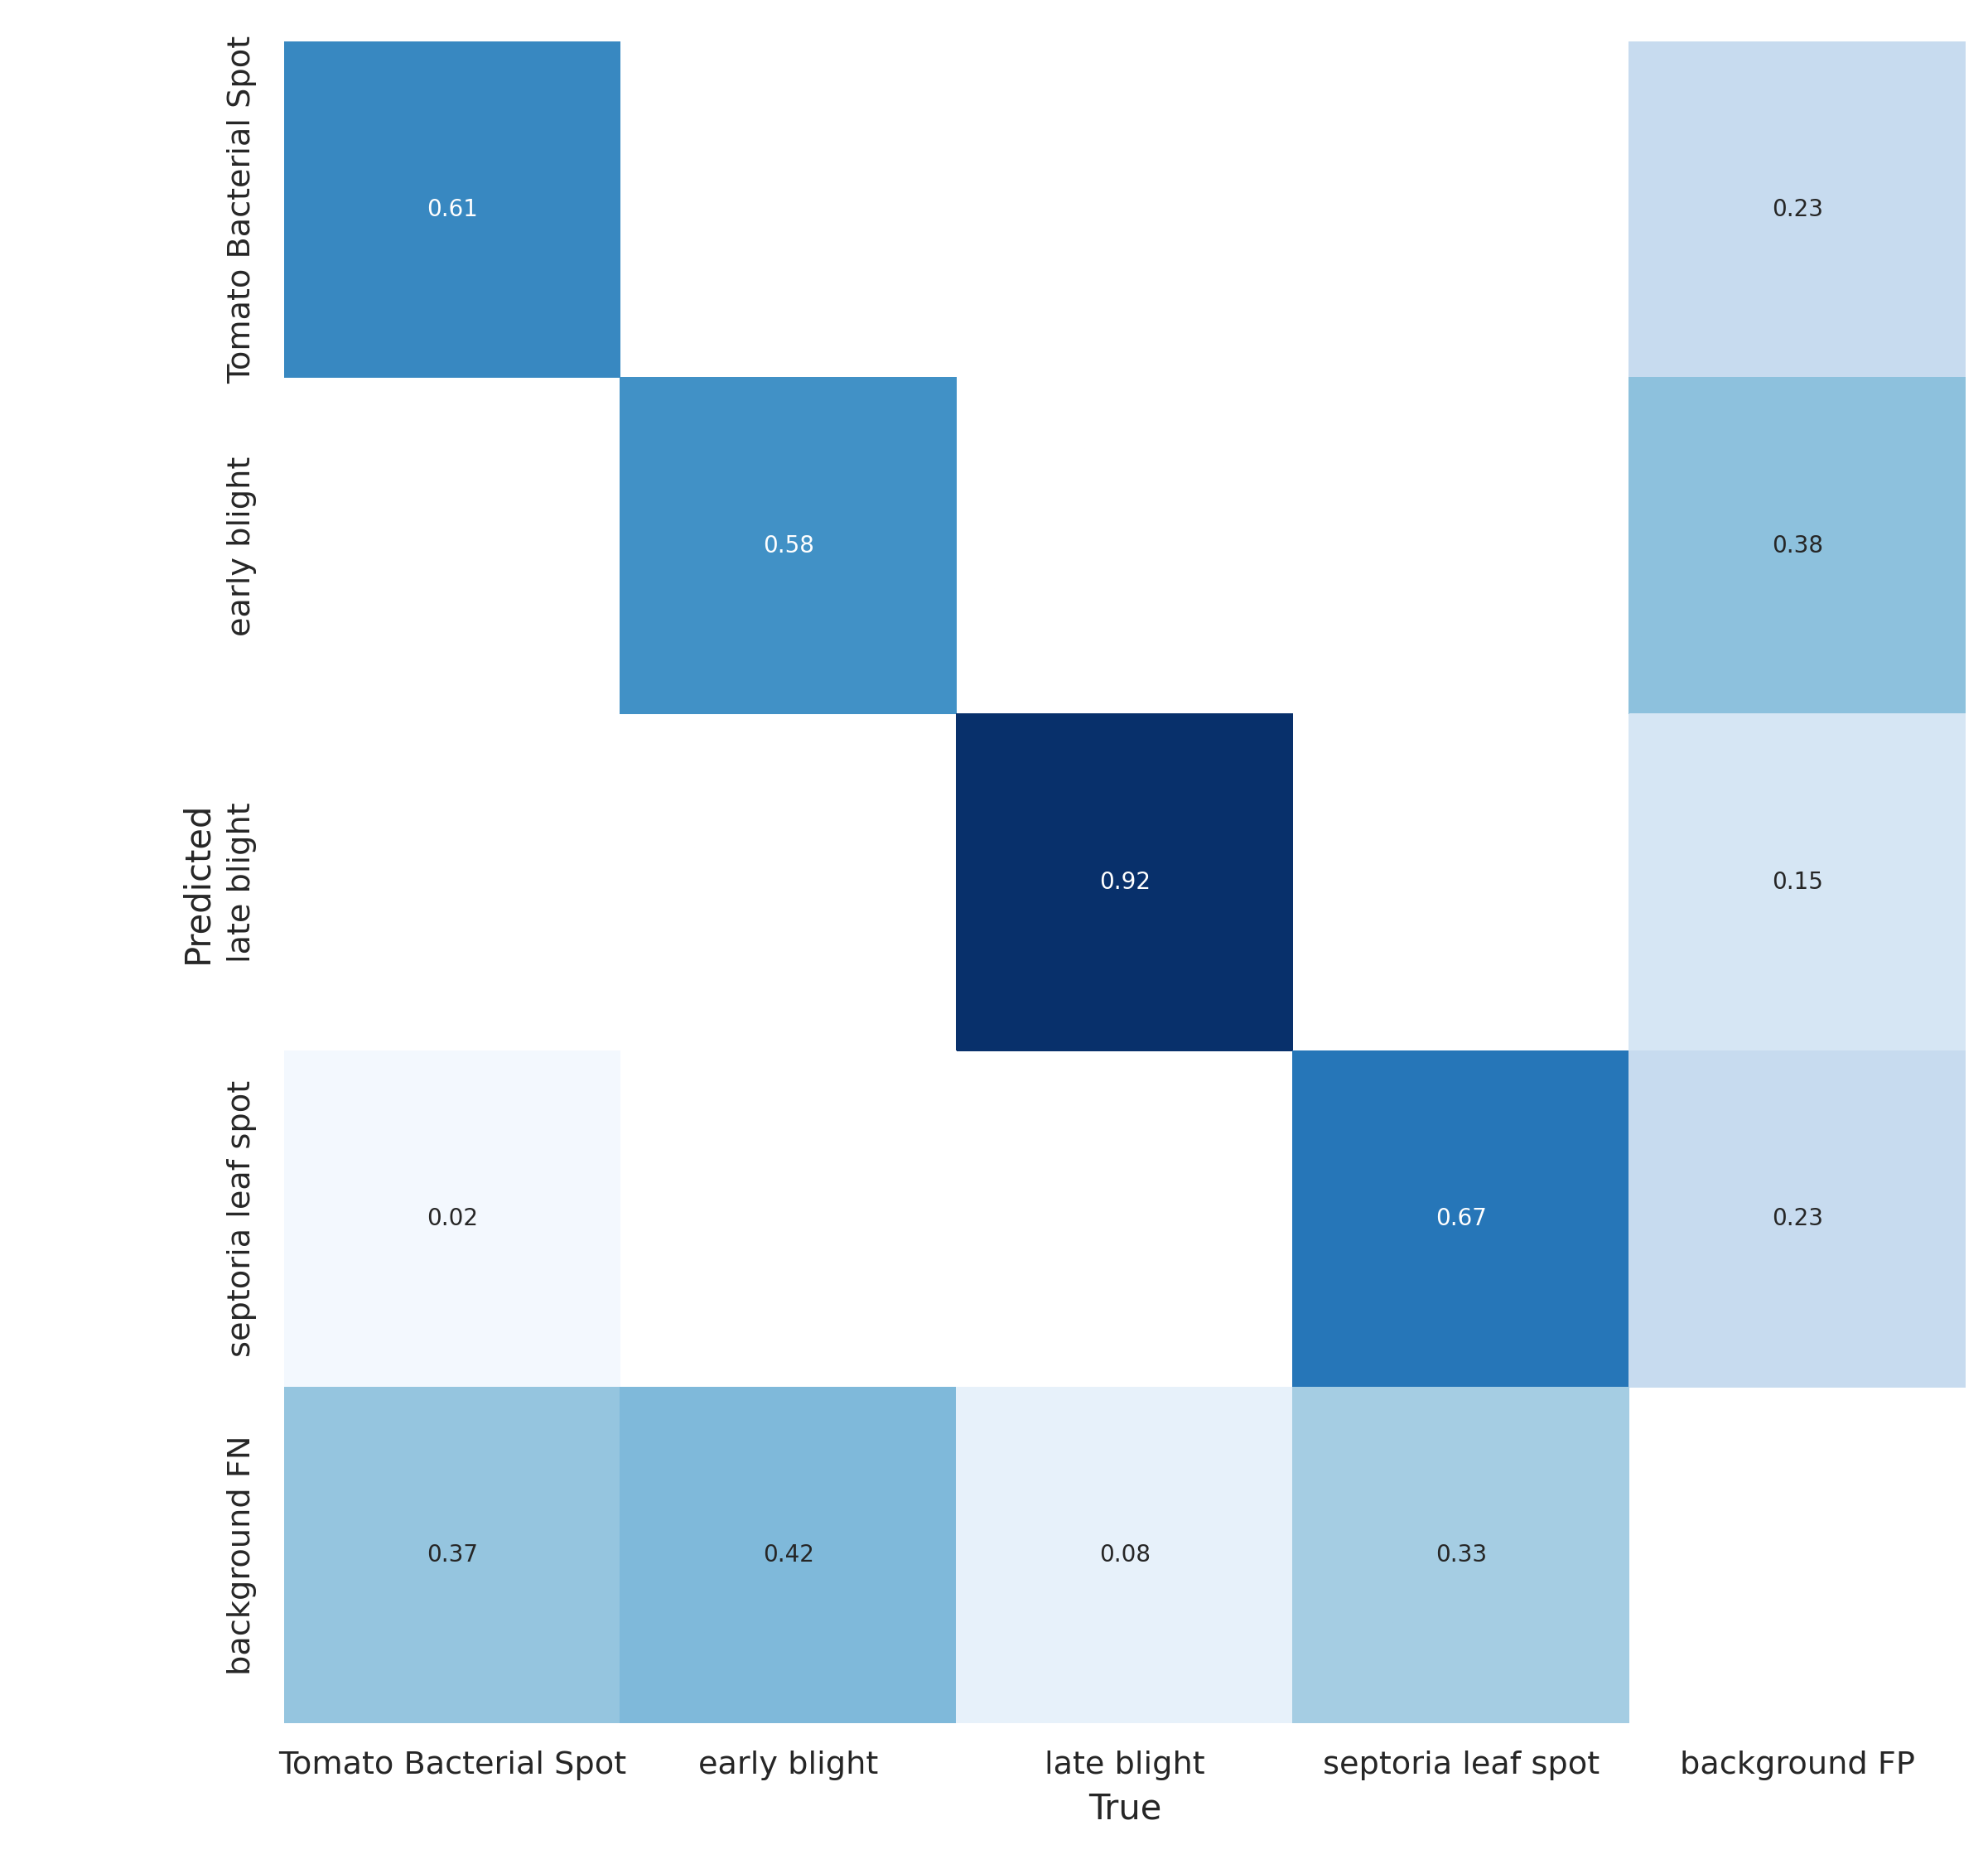 Tomato Bacterial Spot
0.61
0.23
early blight
0.58
0.38
Predicted
late blight
0.92
0.15
septoria leaf spot
0.02
0.67
0.23
background FN
0.37
0.42
0.08
0.33
Tomato Bacterial Spot
early blight
late blight
septoria leaf spot
background FP
True